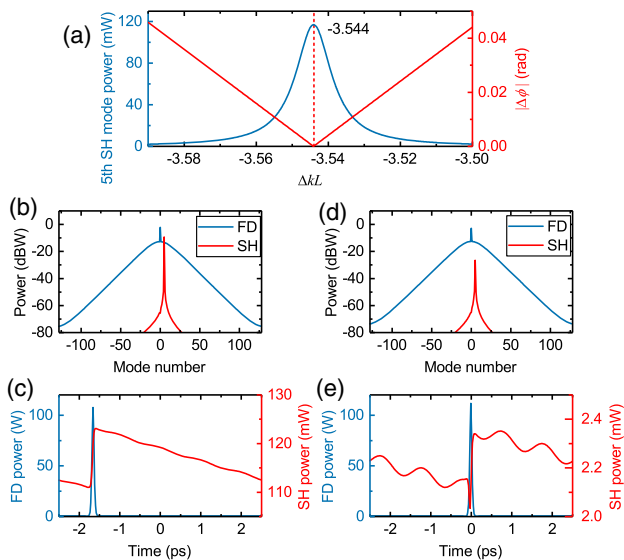 (a)
5th SH mode power (mW)
120
80
40
0
-3.544
0.04
0.02
0.00
|Δϕ| (rad)
-3.58
-3.56
-3.54
-3.52
-3.50
ΔkL
(b)
Power (dBW)
0
-20
-40
-60
-80
FD
SH
-100
-50
0
50
100
Mode number
(d)
Power (dBW)
0
-20
-40
-60
-80
FD
SH
-100
-50
0
50
100
Mode number
(c)
FD power (W)
100
50
0
130
120
110
SH power (mW)
-2
-1
0
1
2
Time (ps)
(e)
FD power (W)
100
50
0
2.4
2.2
2.0
SH power (mW)
-2
-1
0
1
2
Time (ps)